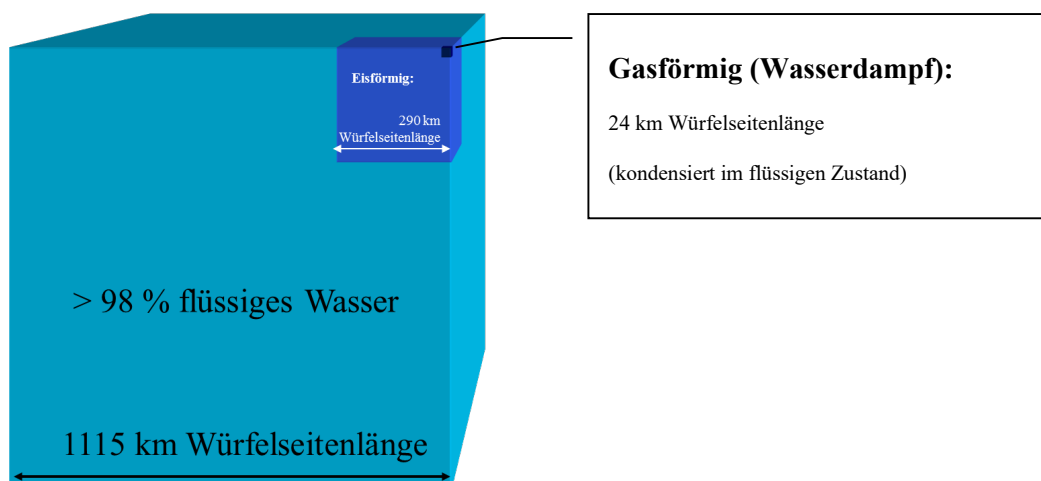 Eisförmig:
290 km
Würfelseitenlänge
> 98 % flüssiges Wasser
1115 km Würfelseitenlänge
Gasförmig (Wasserdampf):
24 km Würfelseitenlänge
(kondensiert im flüssigen Zustand)